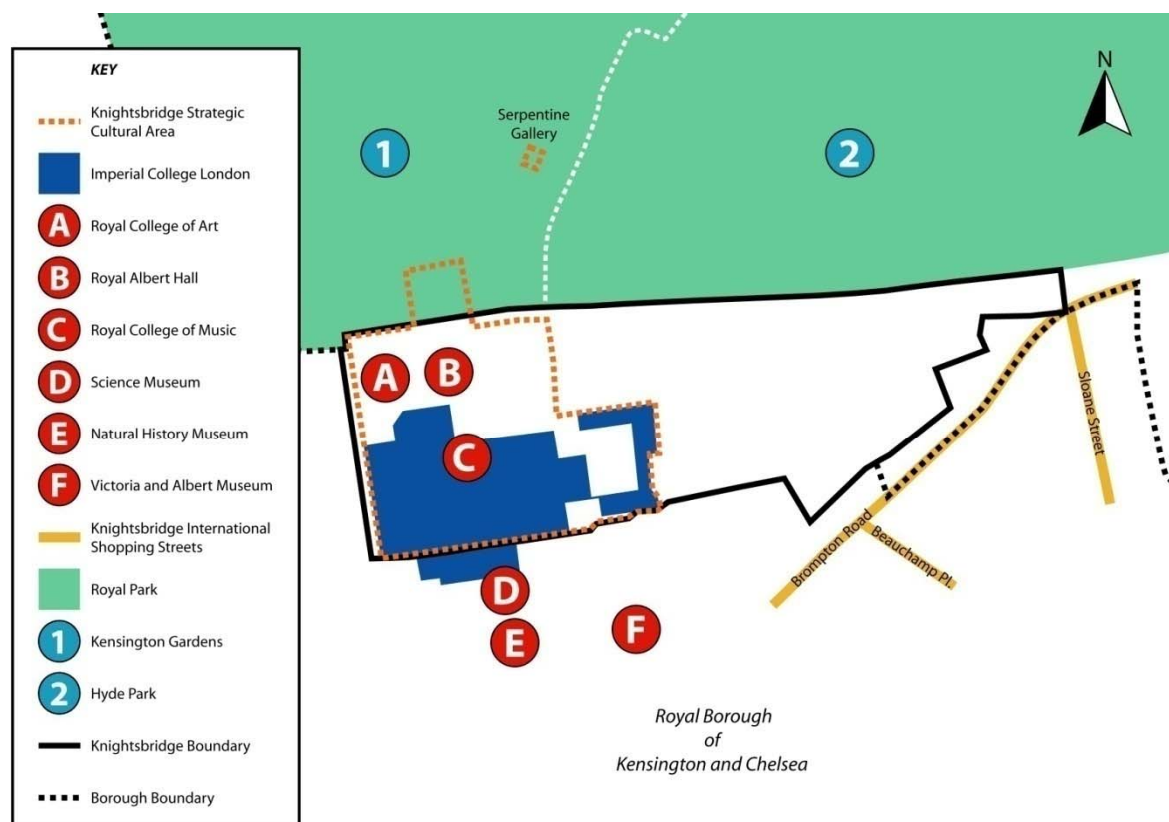 KEY
Knightsbridge Strategic
Cultural Area
Imperial College London
A
Royal College of Art
B
Royal Albert Hall
C
Royal College of Music
D
Science Museum
E
Natural History Museum
F
Victoria and Albert Museum
Knightsbridge International
Shopping Streets
Royal Park
1
Kensington Gardens
2
Hyde Park
Knightsbridge Boundary
Borough Boundary
N
Serpentine
Gallery
1
2
A
B
C
D
E
F
Sloane Street
Brompton Road
Beauchamp Pl.
Royal Borough
of
Kensington and Chelsea